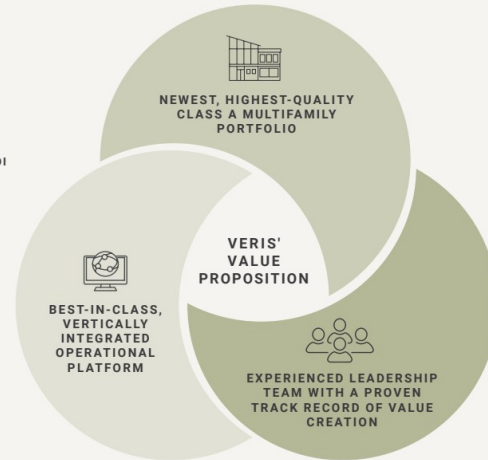 NEWEST, HIGHEST-QUALITY
CLASS A MULTIFAMILY
PORTFOLIO
VERIS'
VALUE
PROPOSITION
BEST-IN-CLASS,
VERTICALLY
INTEGRATED
OPERATIONAL
PLATFORM
EXPERIENCED LEADERSHIP
TEAM WITH A PROVEN
TRACK RECORD OF VALUE
CREATION